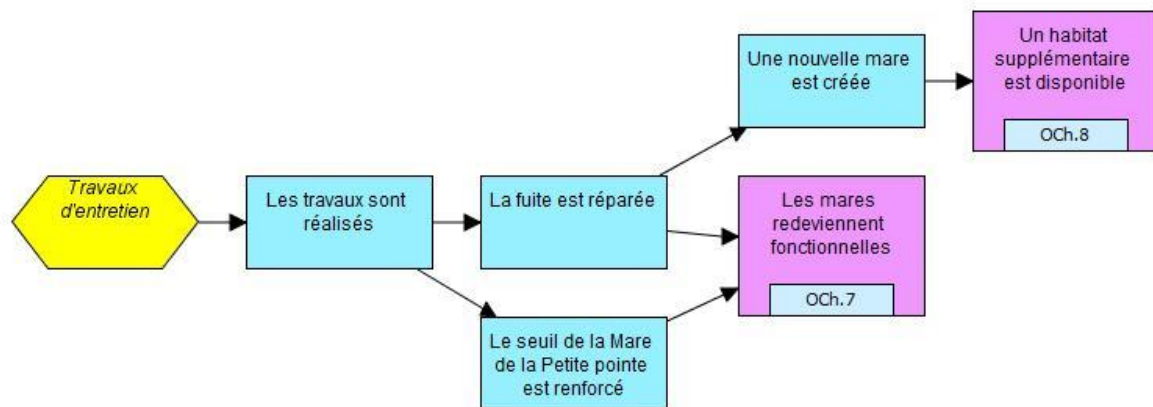 Travaux
d'entretien
Les travaux sont
réalisés
La fuite est réparée
Le seuil de la Mare
de la Petite pointe
est renforcé
Une nouvelle mare
est créée
Un habitat
supplémentaire
est disponible
OCh.8
Les mares
redeviennent
fonctionnelles
OCh.7